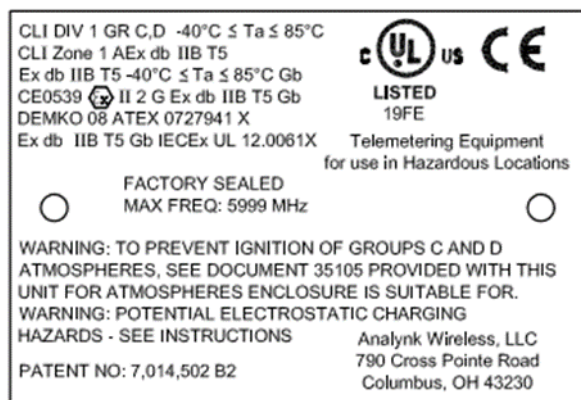 CLI DIV 1 GR C,D -40°C ≤ Ta ≤ 85°C
CLI Zone 1 AEx db IIB T5
Ex db IIB T5 -40°C ≤ Ta ≤ 85°C Gb
CE0539 Ex II 2 G Ex db IIB T5 Gb
DEMKO 08 ATEX 0727941 X
Ex db IIB T5 Gb IECEx UL 12.0061X
C UL US CE
LISTED
19FE
Telemetering Equipment
for use in Hazardous Locations
FACTORY SEALED
MAX FREQ: 5999 MHz
WARNING: TO PREVENT IGNITION OF GROUPS C AND D
ATMOSPHERES, SEE DOCUMENT 35105 PROVIDED WITH THIS
UNIT FOR ATMOSPHERES ENCLOSURE IS SUITABLE FOR.
WARNING: POTENTIAL ELECTROSTATIC CHARGING
HAZARDS - SEE INSTRUCTIONS
PATENT NO: 7,014,502 B2
Analynk Wireless, LLC
790 Cross Pointe Road
Columbus, OH 43230